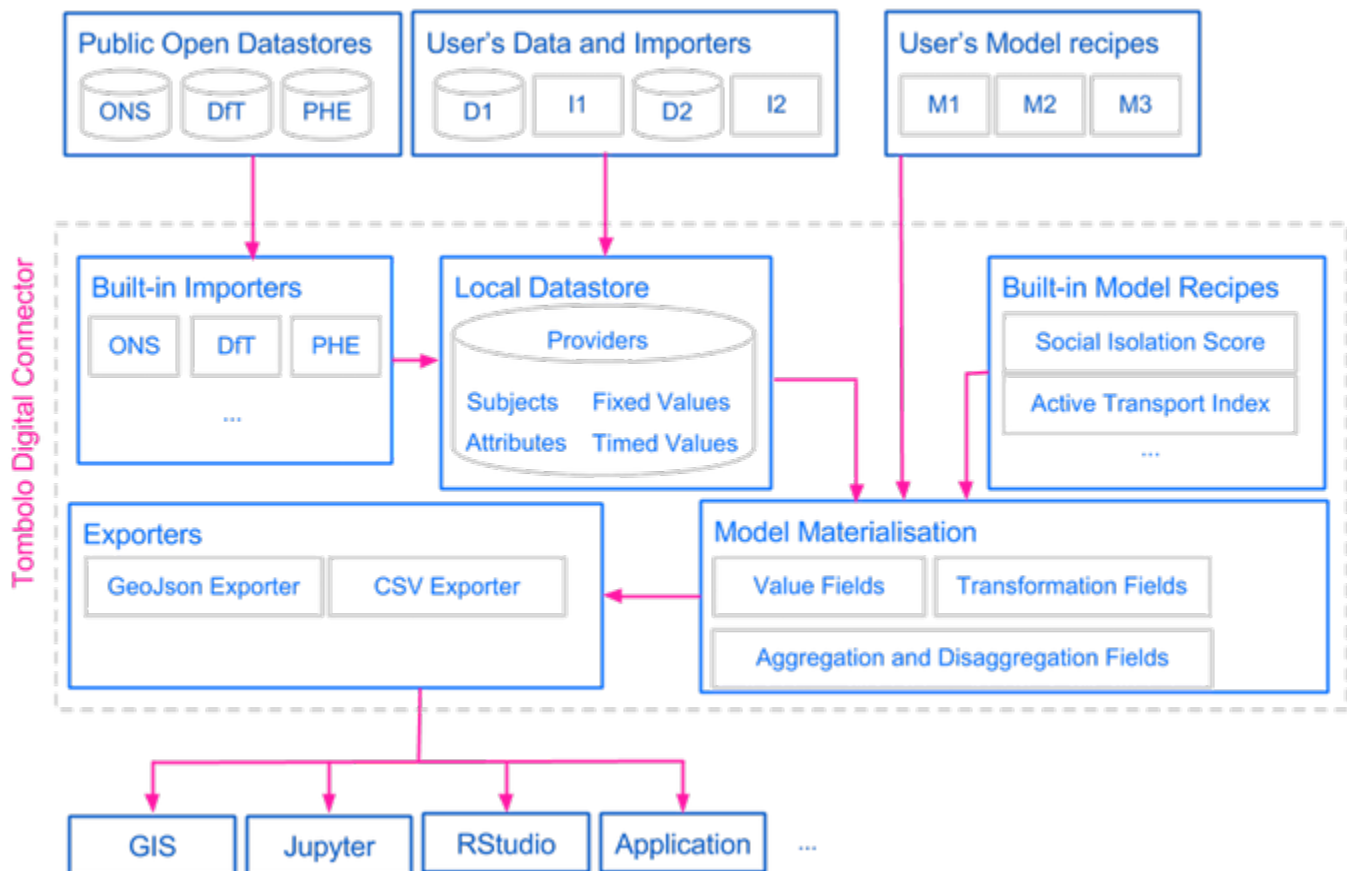 Public Open Datastores
ONS
DfT
PHE
User's Data and Importers
D1
I1
D2
I2
User's Model recipes
M1
M2
M3
Tombolo Digital Connector
Built-in Importers
ONS
DfT
PHE
...
Local Datastore
Providers
Subjects
Fixed Values
Attributes
Timed Values
Built-in Model Recipes
Social Isolation Score
Active Transport Index
...
Exporters
GeoJson Exporter
CSV Exporter
Model Materialisation
Value Fields
Transformation Fields
Aggregation and Disaggregation Fields
GIS
Jupyter
RStudio
Application
...